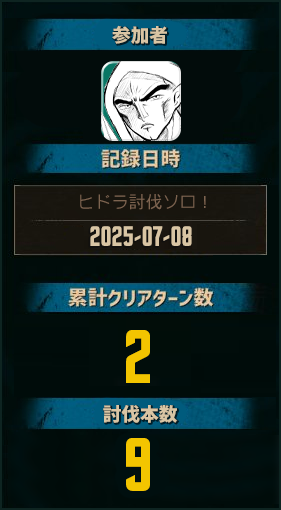 参加者
記録日時
ヒドラ討伐ソロ！
2025-07-08
累計クリアターン数
2
討伐本数
9